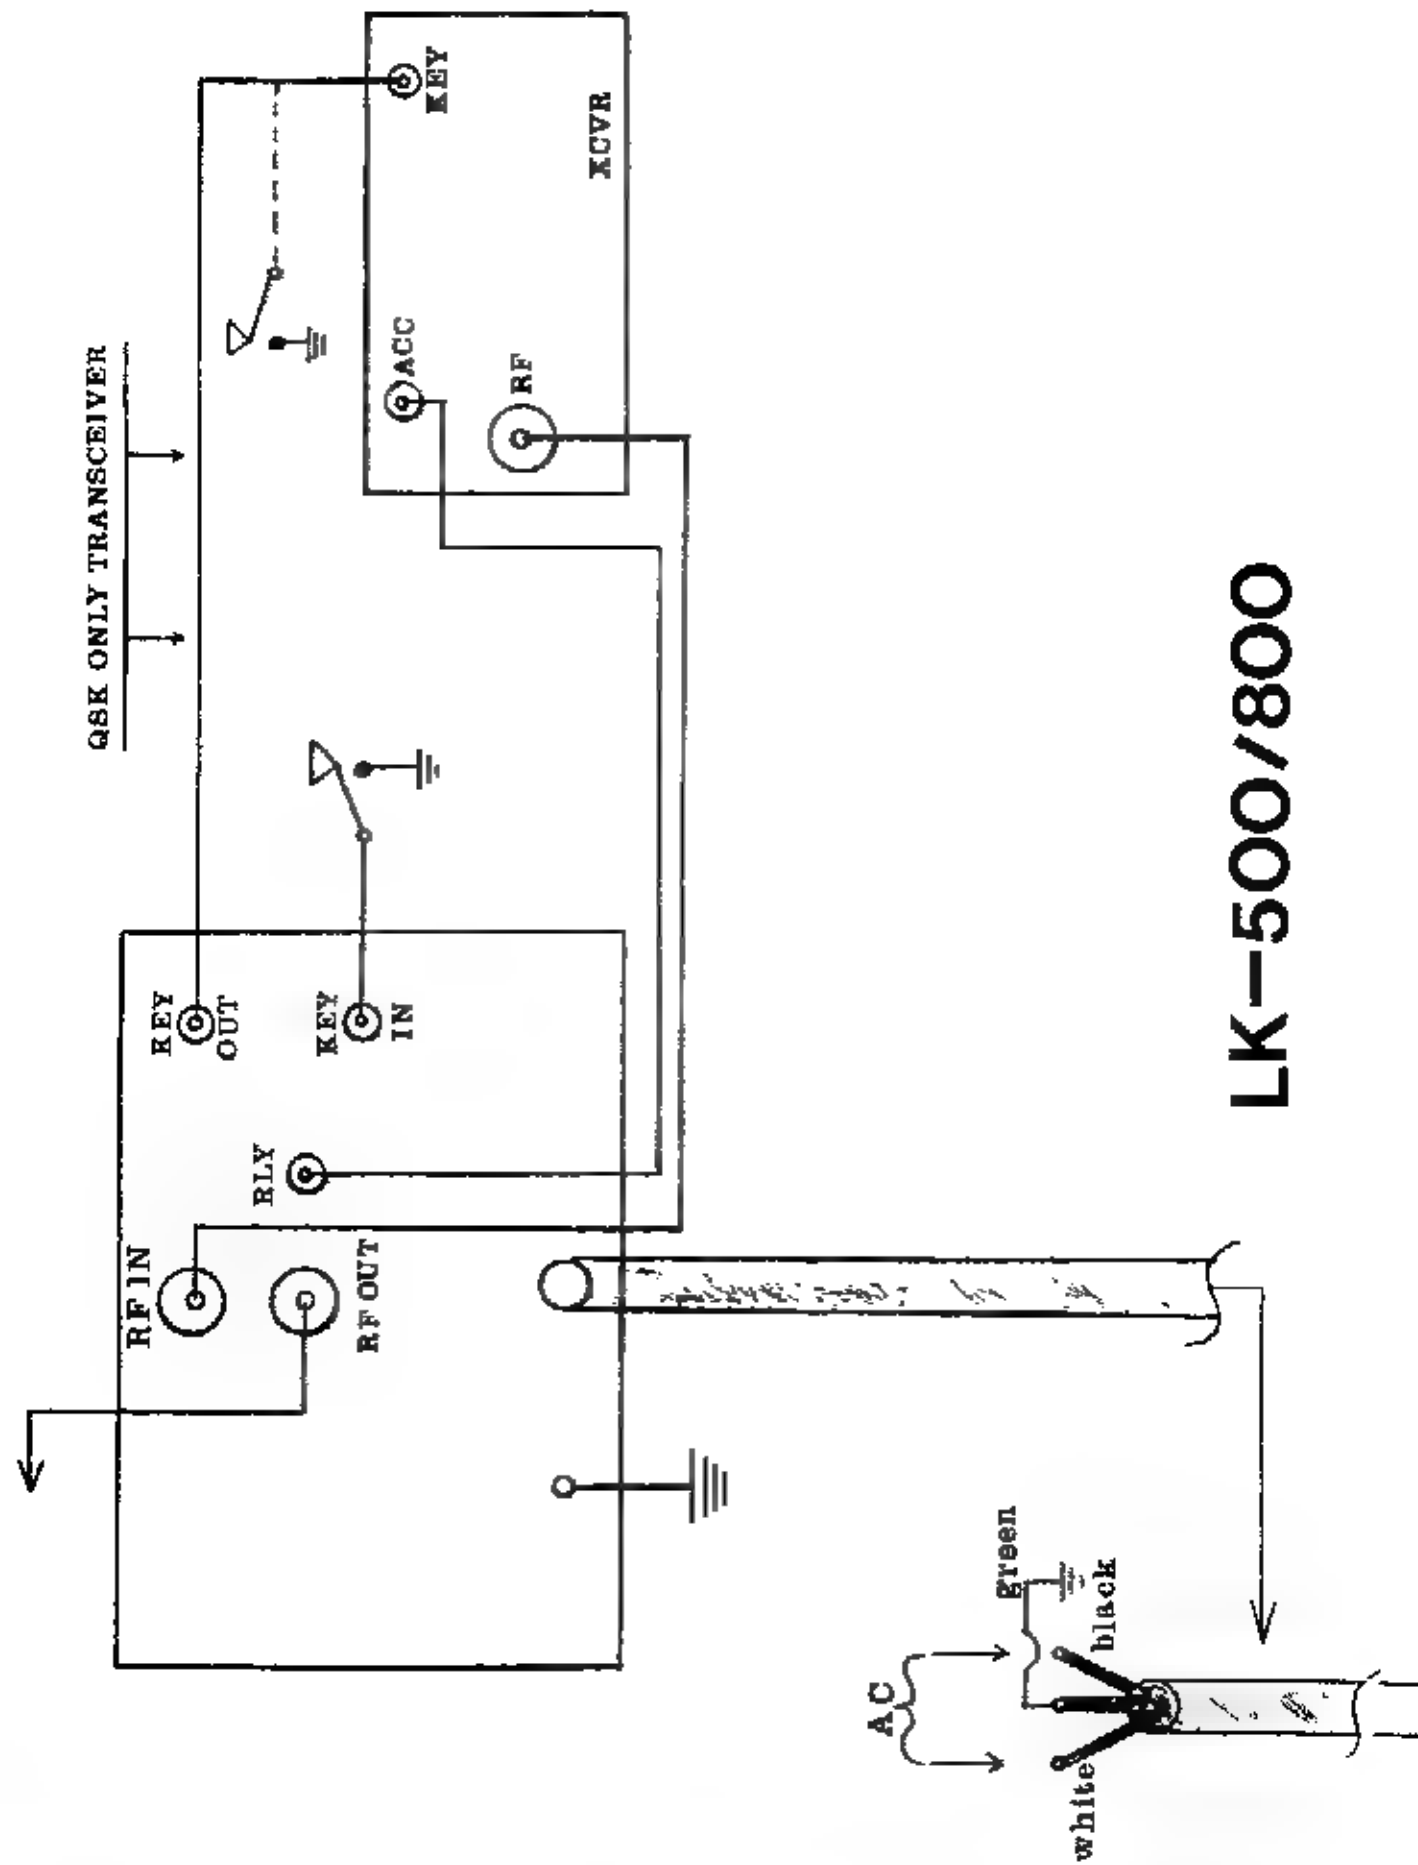 QSK ONLY TRANSCEIVER
RF IN
RF OUT
RLY
KEY
OUT
KEY
IN
ACC
RF
KEY
XCVR
AC
white
green
black
LK-500/800